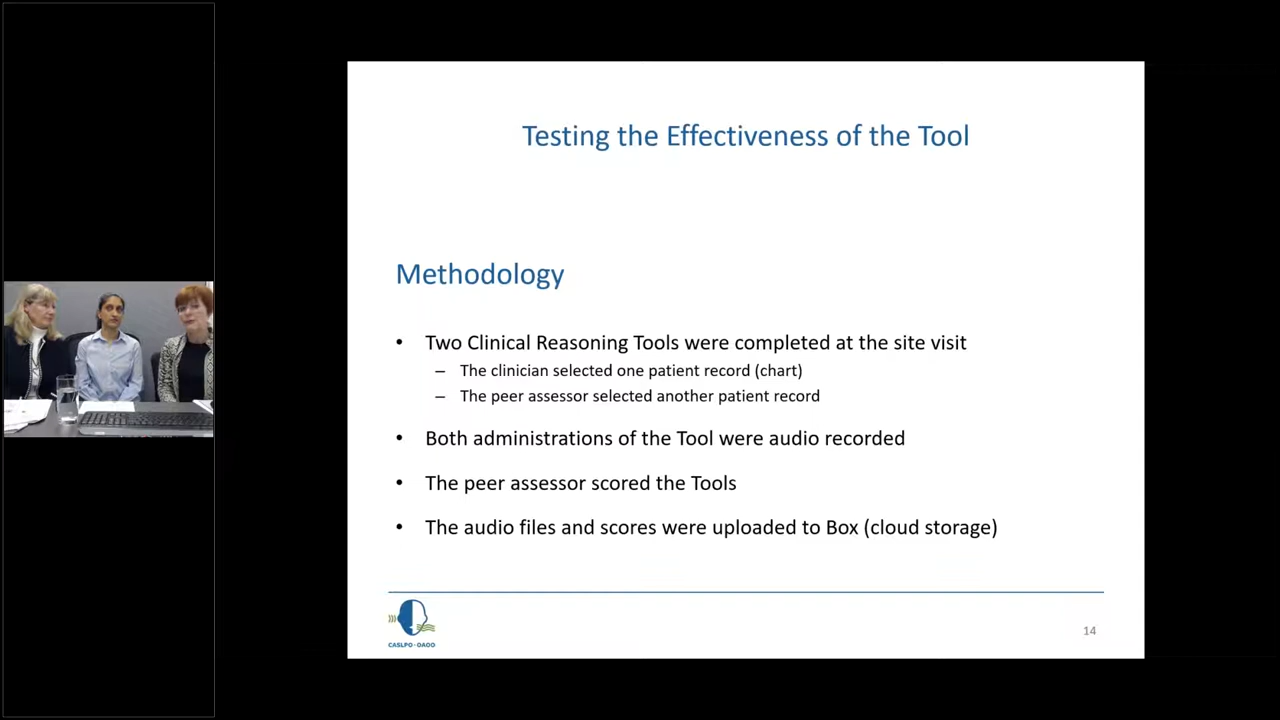 Testing the Effectiveness of the Tool
Methodology
• Two Clinical Reasoning Tools were completed at the site visit
– The clinician selected one patient record (chart)
– The peer assessor selected another patient record
• Both administrations of the Tool were audio recorded
• The peer assessor scored the Tools
• The audio files and scores were uploaded to Box (cloud storage)
CASLPO•OAOO
14